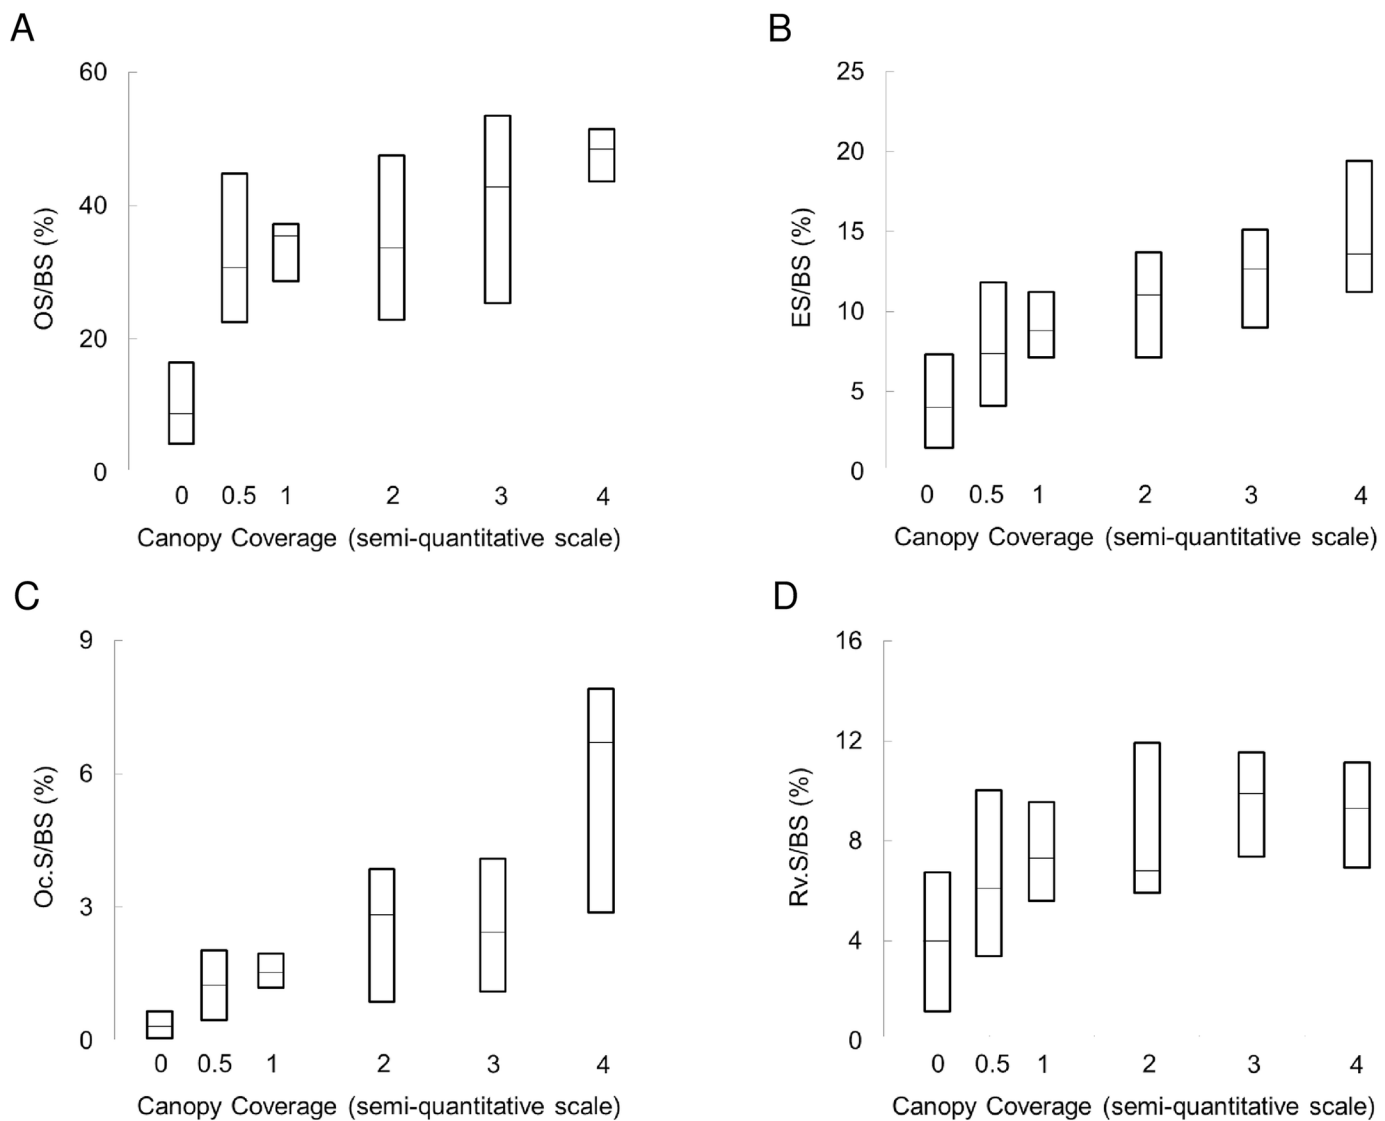 A
60
40
20
0
OS/BS (%)
0 0.5 1 2 3 4
Canopy Coverage (semi-quantitative scale)
B
25
20
15
10
5
0
ES/BS (%)
0 0.5 1 2 3 4
Canopy Coverage (semi-quantitative scale)
C
9
6
3
0
Oc.S/BS (%)
0 0.5 1 2 3 4
Canopy Coverage (semi-quantitative scale)
D
16
12
8
4
0
Rv.S/BS (%)
0 0.5 1 2 3 4
Canopy Coverage (semi-quantitative scale)